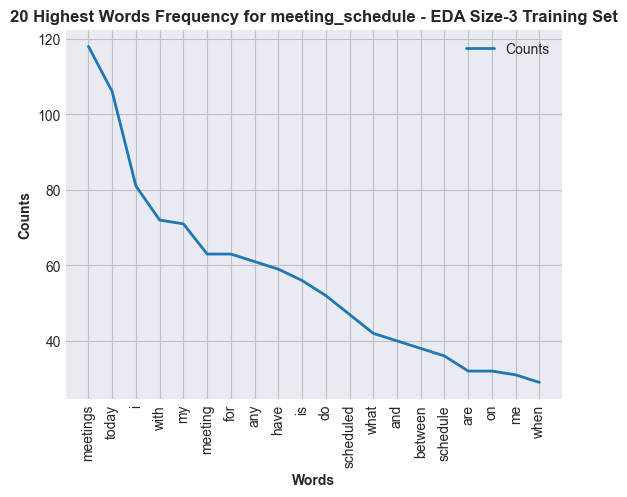 20 Highest Words Frequency for meeting_schedule - EDA Size-3 Training Set
Counts
120
100
80
60
40
Counts
meetings
today
i
with
my
meeting
for
any
have
is
do
scheduled
what
and
between
schedule
are
on
me
when
Words